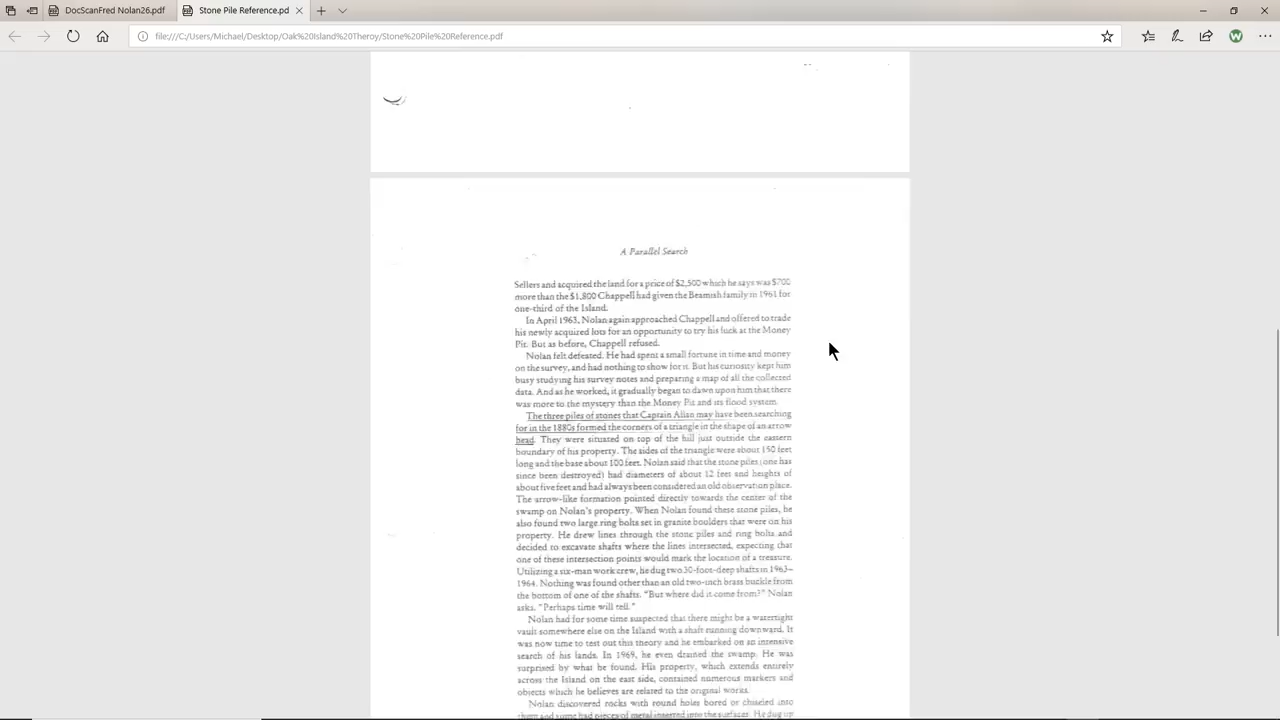 DocScanFred Nolan26.pdf
Stone Pile Reference.pd
file:///C:/Users/Michael/Desktop/Oak%20Island%20Theroy/Stone%20Pile%20Reference.pdf
A Parallel Search
Sellers and acquired the land for a price of $2,500 which he says was $700
more than the $1,800 Chappell had given the Beamish family in 1961 for
one-third of the Island.
In April 1963, Nolan again approached Chappell and offered to trade
his newly acquired lots for an opportunity to try his luck at the Money
Pit. But as before, Chappell refused.
Nolan felt defeated. He had spent a small fortune in time and money
on the survey, and had nothing to show for it. But his curiosity kept him
busy studying his survey notes and preparing a map of all the collected
data. And as he worked, it gradually began to dawn upon him that there
was more to the mystery than the Money Pit and its flood system.
The three piles of stones that Captain Allan may have been searching
for in the 1880s formed the corners of a triangle in the shape of an arrow
head. They were situated on top of the hill just outside the eastern
boundary of his property. The sides of the triangle were about 150 feet
long and the base about 100 feet. Nolan said that the stone piles (one has
since been destroyed) had diameters of about 12 feet and heights of
about five feet and had always been considered an old observation place.
The arrow-like formation pointed directly towards the center of the
swamp on Nolan's property. When Nolan found these stone piles, he
also found two large ring bolts set in granite boulders that were on his
property. He drew lines through the stone piles and ring bolts and
decided to excavate shafts where the lines intersected, expecting that
one of these intersection points would mark the location of a treasure.
Utilizing a six-man work crew, he dug two 30-foot-deep shafts in 1963–
1964. Nothing was found other than an old two-inch brass buckle from
the bottom of one of the shafts. "But where did it come from?" Nolan
asks. "Perhaps time will tell."
Nolan had for some time suspected that there might be a watertight
vault somewhere else on the Island with a shaft running downward. It
was now time to test out this theory and he embarked on an intensive
search of his lands. In 1969, he even drained the swamp. He was
surprised by what he found. His property, which extends entirely
across the Island on the east side, contained numerous markers and
objects which he believes are related to the original works.
Nolan discovered rocks with round holes bored or chiseled into
them and some had pieces of metal inserted into the surfaces. He dug up